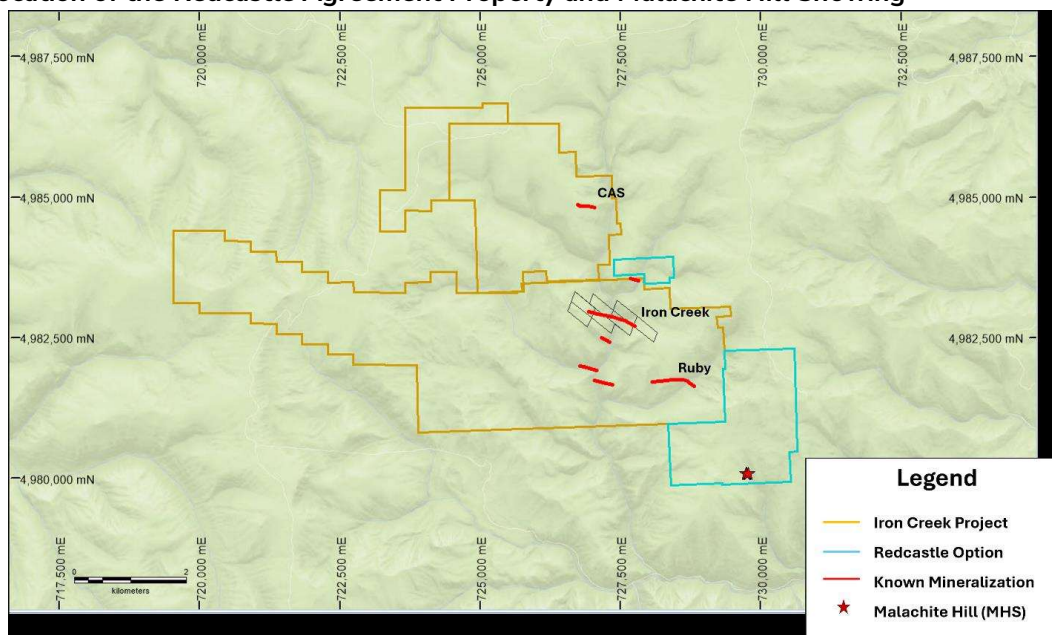 ocation of the Redcastle Agreement Property and Malachite Hill Showing
4,987,500 mN
720,000 mE
722,500 mE
725,000 mE
727,500 mE
730,000 mE
732,500 mE
4,987,500 mN
4,985,000 mN
CAS
4,985,000 mN
Iron Creek
4,982,500 mN
4,982,500 mN
Ruby
4,980,000 mN
Legend
Iron Creek Project
Redcastle Option
Known Mineralization
Malachite Hill (MHS)
0 2
kilometers
717,500 mE
720,000 mE
722,500 mE
725,000 mE
727,500 mE
730,000 mE